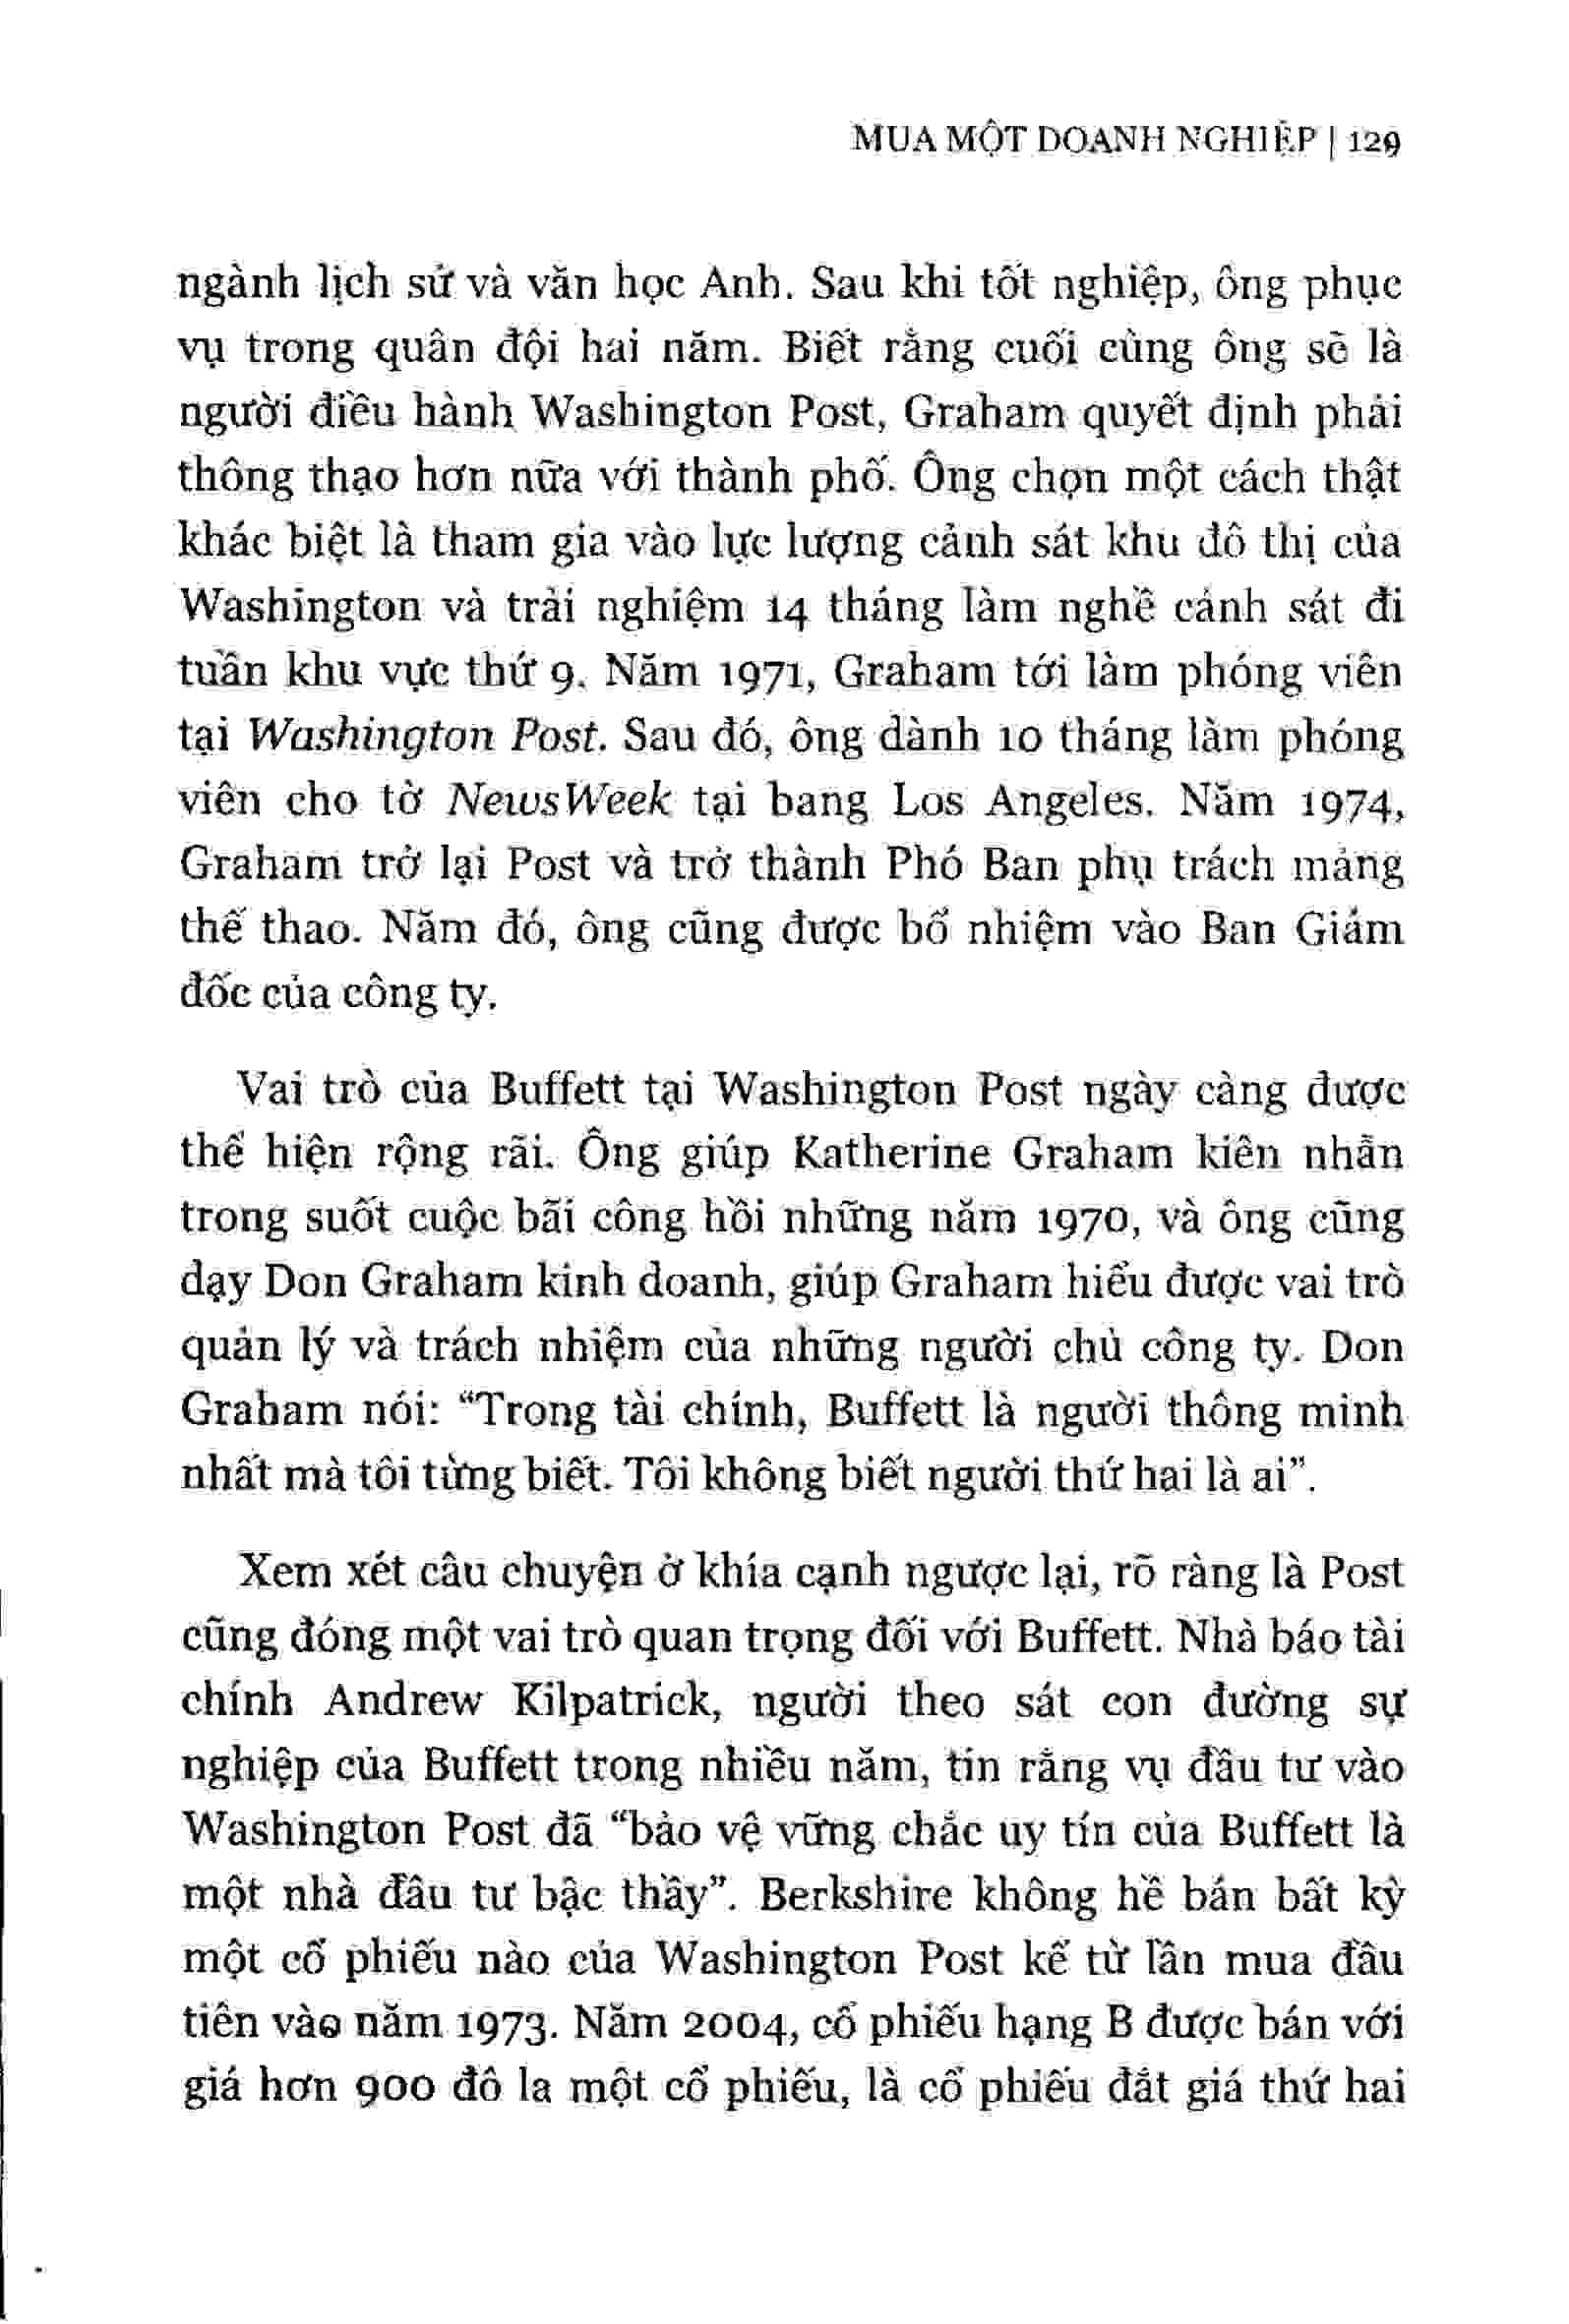 MUA MỘT DOANH NGHIỆP | 129
ngành lịch sử và văn học Anh. Sau khi tốt nghiệp, ông phục
vụ trong quân đội hai năm. Biết rằng cuối cùng ông sẽ là
người điều hành Washington Post, Graham quyết định phải
thông thạo hơn nữa với thành phố. Ông chọn một cách thật
khác biệt là tham gia vào lực lượng cảnh sát khu đô thị của
Washington và trải nghiệm 14 tháng làm nghề cảnh sát đi
tuần khu vực thứ 9. Năm 1971, Graham tới làm phóng viên
tại Washington Post. Sau đó, ông dành 10 tháng làm phóng
viên cho tờ NewsWeek tại bang Los Angeles. Năm 1974,
Graham trở lại Post và trở thành Phó Ban phụ trách mảng
thể thao. Năm đó, ông cũng được bổ nhiệm vào Ban Giám
đốc của công ty.
Vai trò của Buffett tại Washington Post ngày càng được
thể hiện rộng rãi. Ông giúp Katherine Graham kiên nhẫn
trong suốt cuộc bãi công hồi những năm 1970, và ông cũng
dạy Don Graham kinh doanh, giúp Graham hiểu được vai trò
quản lý và trách nhiệm của những người chủ công ty. Don
Graham nói: “Trong tài chính, Buffett là người thông minh
nhất mà tôi từng biết. Tôi không biết người thứ hai là ai”.
Xem xét câu chuyện ở khía cạnh ngược lại, rõ ràng là Post
cũng đóng một vai trò quan trọng đối với Buffett. Nhà báo tài
chính Andrew Kilpatrick, người theo sát con đường sự
nghiệp của Buffett trong nhiều năm, tin rằng vụ đầu tư vào
Washington Post đã “bảo vệ vững chắc uy tín của Buffett là
một nhà đầu tư bậc thầy”. Berkshire không hề bán bất kỳ
một cổ phiếu nào của Washington Post kể từ lần mua đầu
tiên vào năm 1973. Năm 2004, cổ phiếu hạng B được bán với
giá hơn 900 đô la một cổ phiếu, là cổ phiếu đắt giá thứ hai